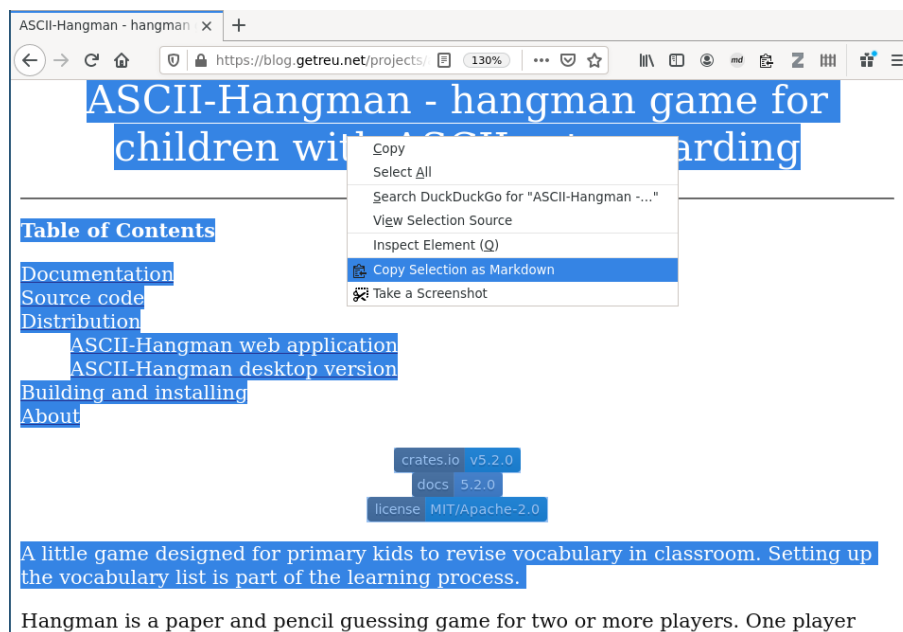 ASCII-Hangman - hangman
https://blog.getreu.net/projects/
130%
md
ASCII-Hangman - hangman game for
children
arding
Copy
Select All
Search DuckDuckGo for "ASCII-Hangman -..."
View Selection Source
Inspect Element (Q)
Copy Selection as Markdown
Take a Screenshot
Table of Contents
Documentation
Source code
Distribution
ASCII-Hangman web application
ASCII-Hangman desktop version
Building and installing
About
crates.io v5.2.0
docs 5.2.0
license MIT/Apache-2.0
A little game designed for primary kids to revise vocabulary in classroom. Setting up
the vocabulary list is part of the learning process.
Hangman is a paper and pencil guessing game for two or more players. One player